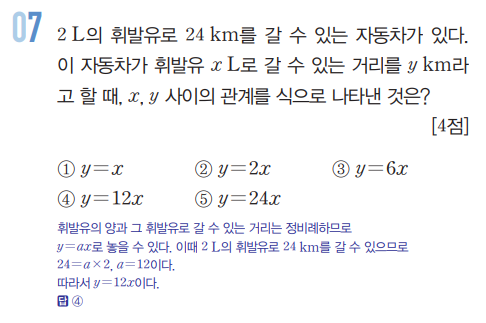 07
2 L의 휘발유로 24 km를 갈 수 있는 자동차가 있다.
이 자동차가 휘발유 x L로 갈 수 있는 거리를 y km라
고 할 때, x, y 사이의 관계를 식으로 나타낸 것은?
[4점]
① y=x ② y=2x ③ y=6x
④ y=12x ⑤ y=24x
휘발유의 양과 그 휘발유로 갈 수 있는 거리는 정비례하므로
y=ax로 놓을 수 있다. 이때 2 L의 휘발유로 24 km를 갈 수 있으므로
24=a×2, a=12이다.
따라서 y=12x이다.
답 ④